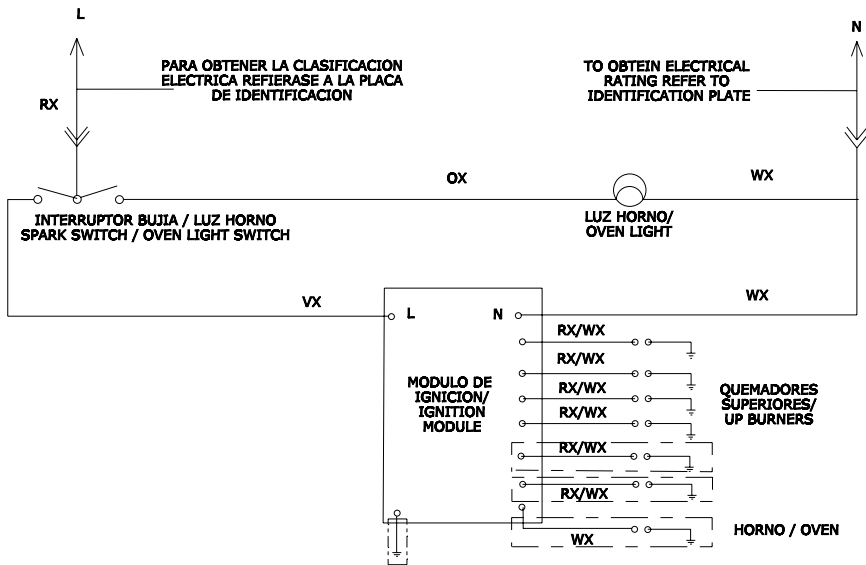 L
N
PARA OBTENER LA CLASIFICACION
ELECTRICA REFIERASE A LA PLACA
DE IDENTIFICACION
TO OBTEIN ELECTRICAL
RATING REFER TO
IDENTIFICATION PLATE
RX
OX
WX
INTERRUPTOR BUJIA / LUZ HORNO
SPARK SWITCH / OVEN LIGHT SWITCH
LUZ HORNO/
OVEN LIGHT
VX
WX
L
N
RX/WX
RX/WX
RX/WX
RX/WX
RX/WX
RX/WX
WX
MODULO DE
IGNICION/
IGNITION
MODULE
QUEMADORES
SUPERIORES/
UP BURNERS
HORNO / OVEN